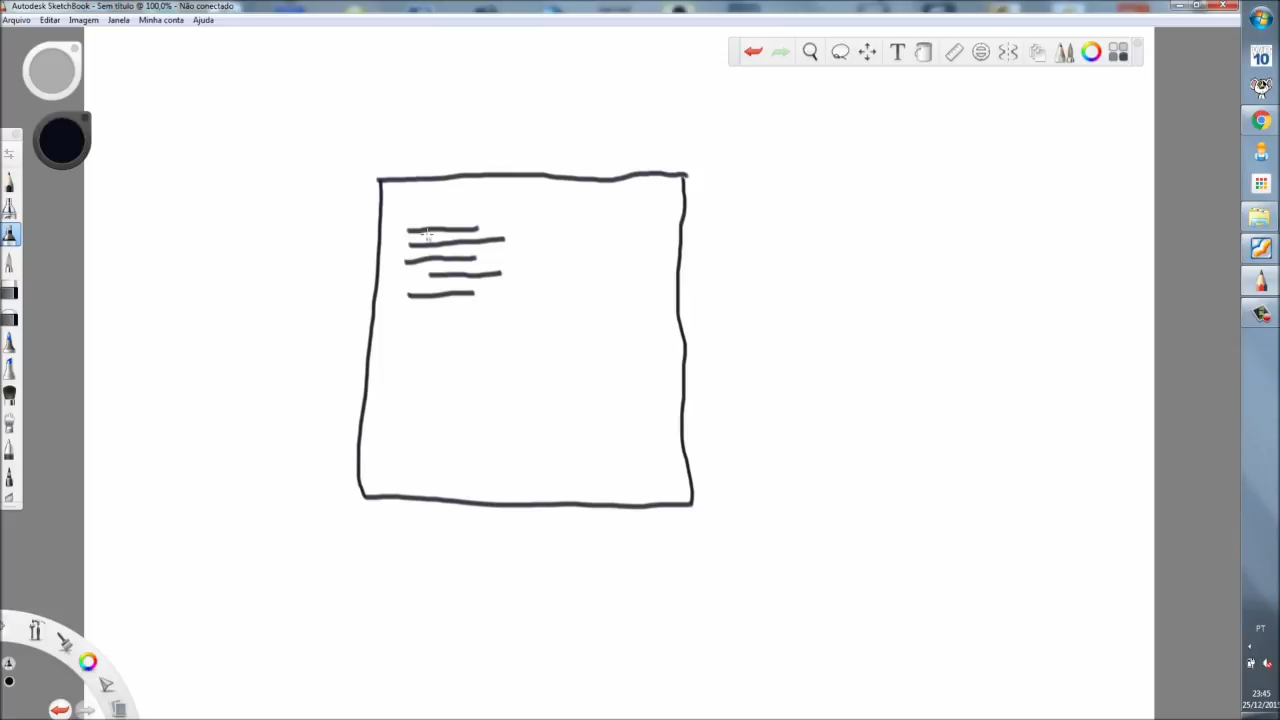 Autodesk SketchBook - Sem título @ 100,0% - Não conectado
Arquivo Editar Imagem Janela Minha conta Ajuda
T
10
PT
23:45